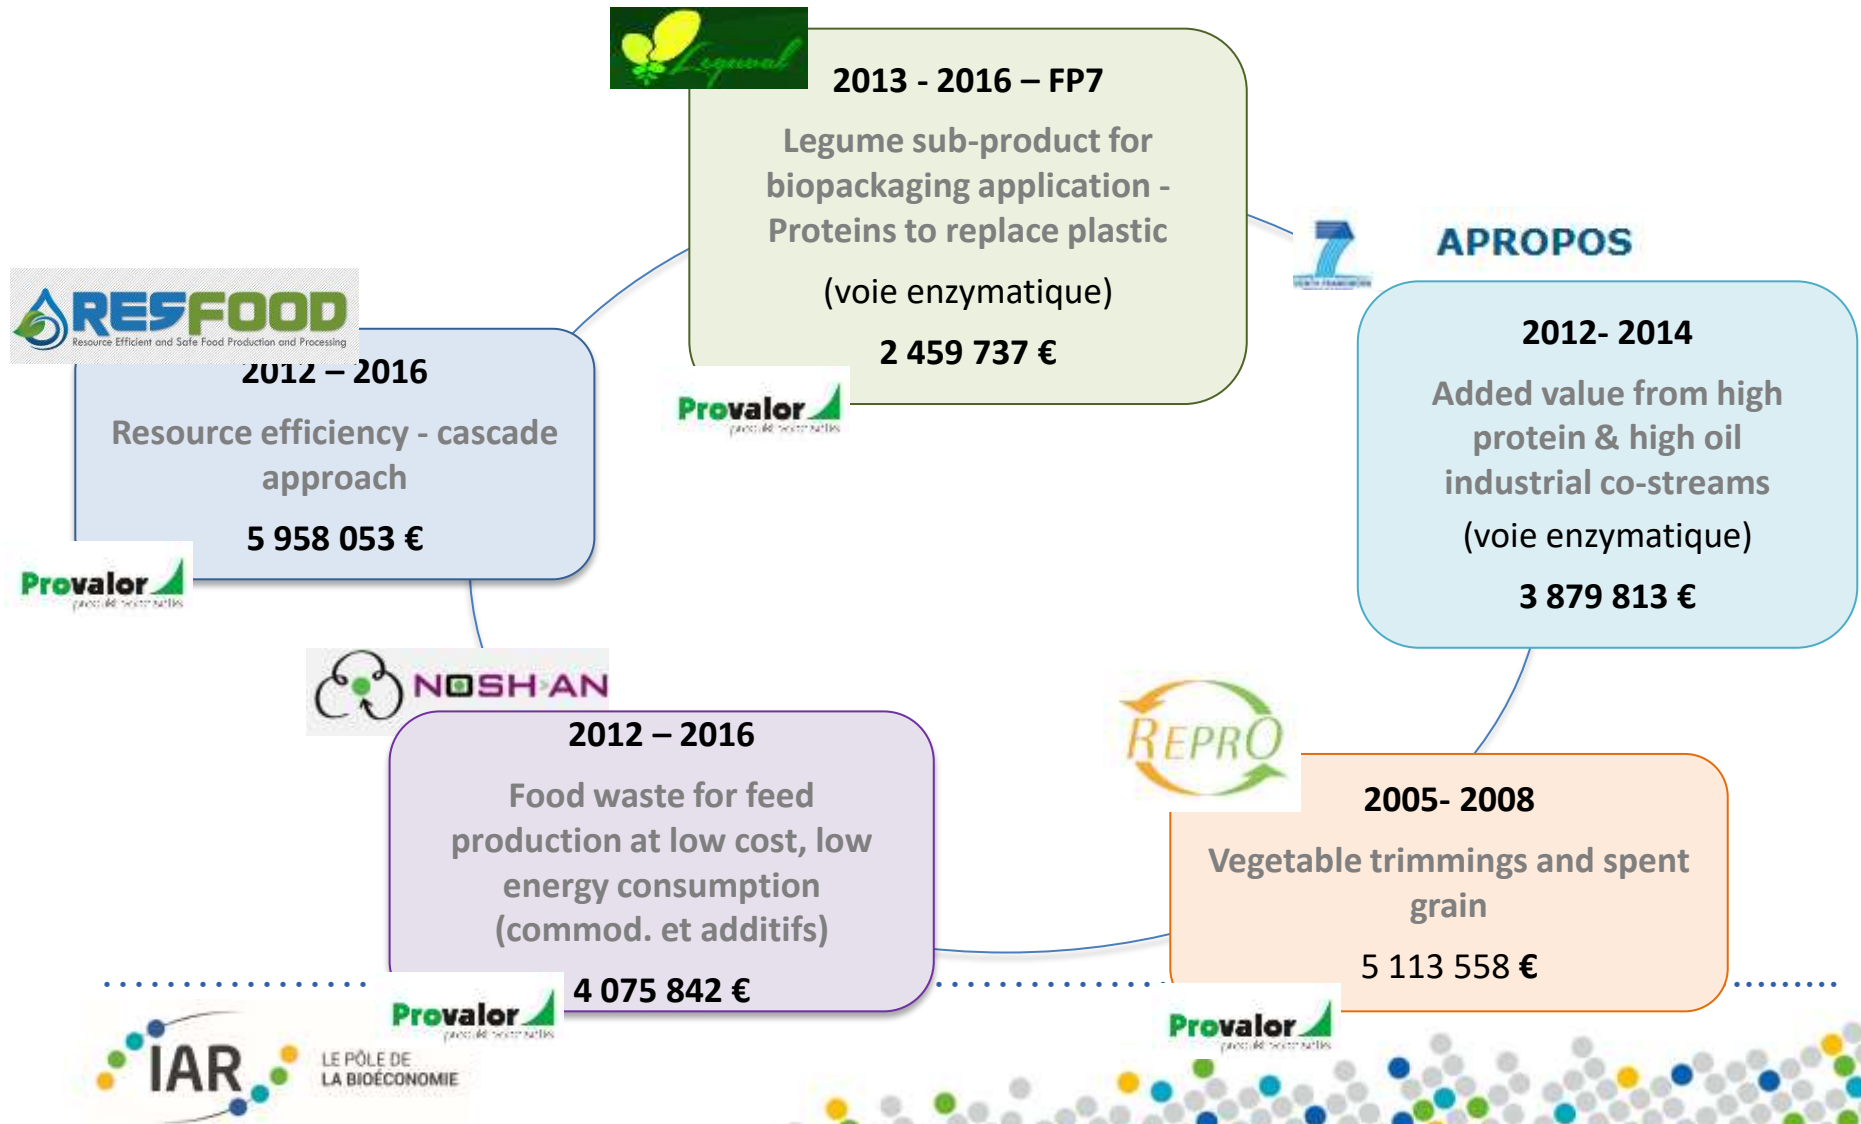 Leguval
2013 - 2016 – FP7
Legume sub-product for
biopackaging application -
Proteins to replace plastic
(voie enzymatique)
2 459 737 €
Provalor
APROPOS
2012- 2014
Added value from high
protein & high oil
industrial co-streams
(voie enzymatique)
3 879 813 €
RESFOOD
Resource Efficient and Safe Food Production and Processing
2012 – 2016
Resource efficiency - cascade
approach
5 958 053 €
Provalor
NOSHAN
2012 – 2016
Food waste for feed
production at low cost, low
energy consumption
(commod. et additifs)
4 075 842 €
Provalor
REPRO
2005- 2008
Vegetable trimmings and spent
grain
5 113 558 €
Provalor
IAR
LE PÔLE DE
LA BIOÉCONOMIE